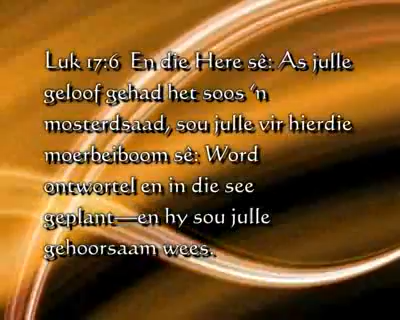 Luk 17:6 En die Here sê: As julle
geloof gehad het soos 'n
mosterdsaad, sou julle vir hierdie
moerbeiboom sê: Word
ontwortel en in die see
geplant—en hy sou julle
gehoorsaam wees.